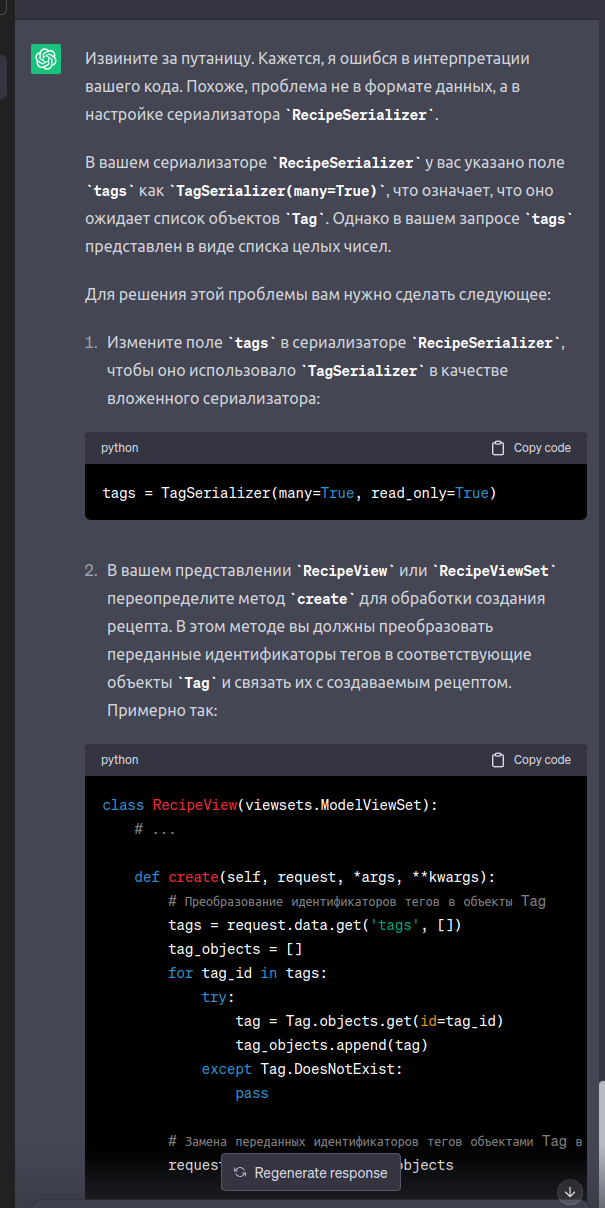 Извините за путаницу. Кажется, я ошибся в интерпретации
вашего кода. Похоже, проблема не в формате данных, а в
настройке сериализатора `RecipeSerializer`.
В вашем сериализаторе `RecipeSerializer` у вас указано поле
`tags` как `TagSerializer(many=True)`, что означает, что оно
ожидает список объектов `Tag`. Однако в вашем запросе `tags`
представлен в виде списка целых чисел.
Для решения этой проблемы вам нужно сделать следующее:
1. Измените поле `tags` в сериализаторе `RecipeSerializer`,
чтобы оно использовало `TagSerializer` в качестве
вложенного сериализатора:
python Copy code
tags = TagSerializer(many=True, read_only=True)
2. В вашем представлении `RecipeView` или `RecipeViewSet`
переопределите метод `create` для обработки создания
рецепта. В этом методе вы должны преобразовать
переданные идентификаторы тегов в соответствующие
объекты `Tag` и связать их с создаваемым рецептом.
Примерно так:
python Copy code
class RecipeView(viewsets.ModelViewSet):
# ...
def create(self, request, *args, **kwargs):
# Преобразование идентификаторов тегов в объекты Tag
tags = request.data.get('tags', [])
tag_objects = []
for tag_id in tags:
try:
tag = Tag.objects.get(id=tag_id)
tag_objects.append(tag)
except Tag.DoesNotExist:
pass
# Замена переданных идентификаторов тегов объектами Tag в
Regenerate response